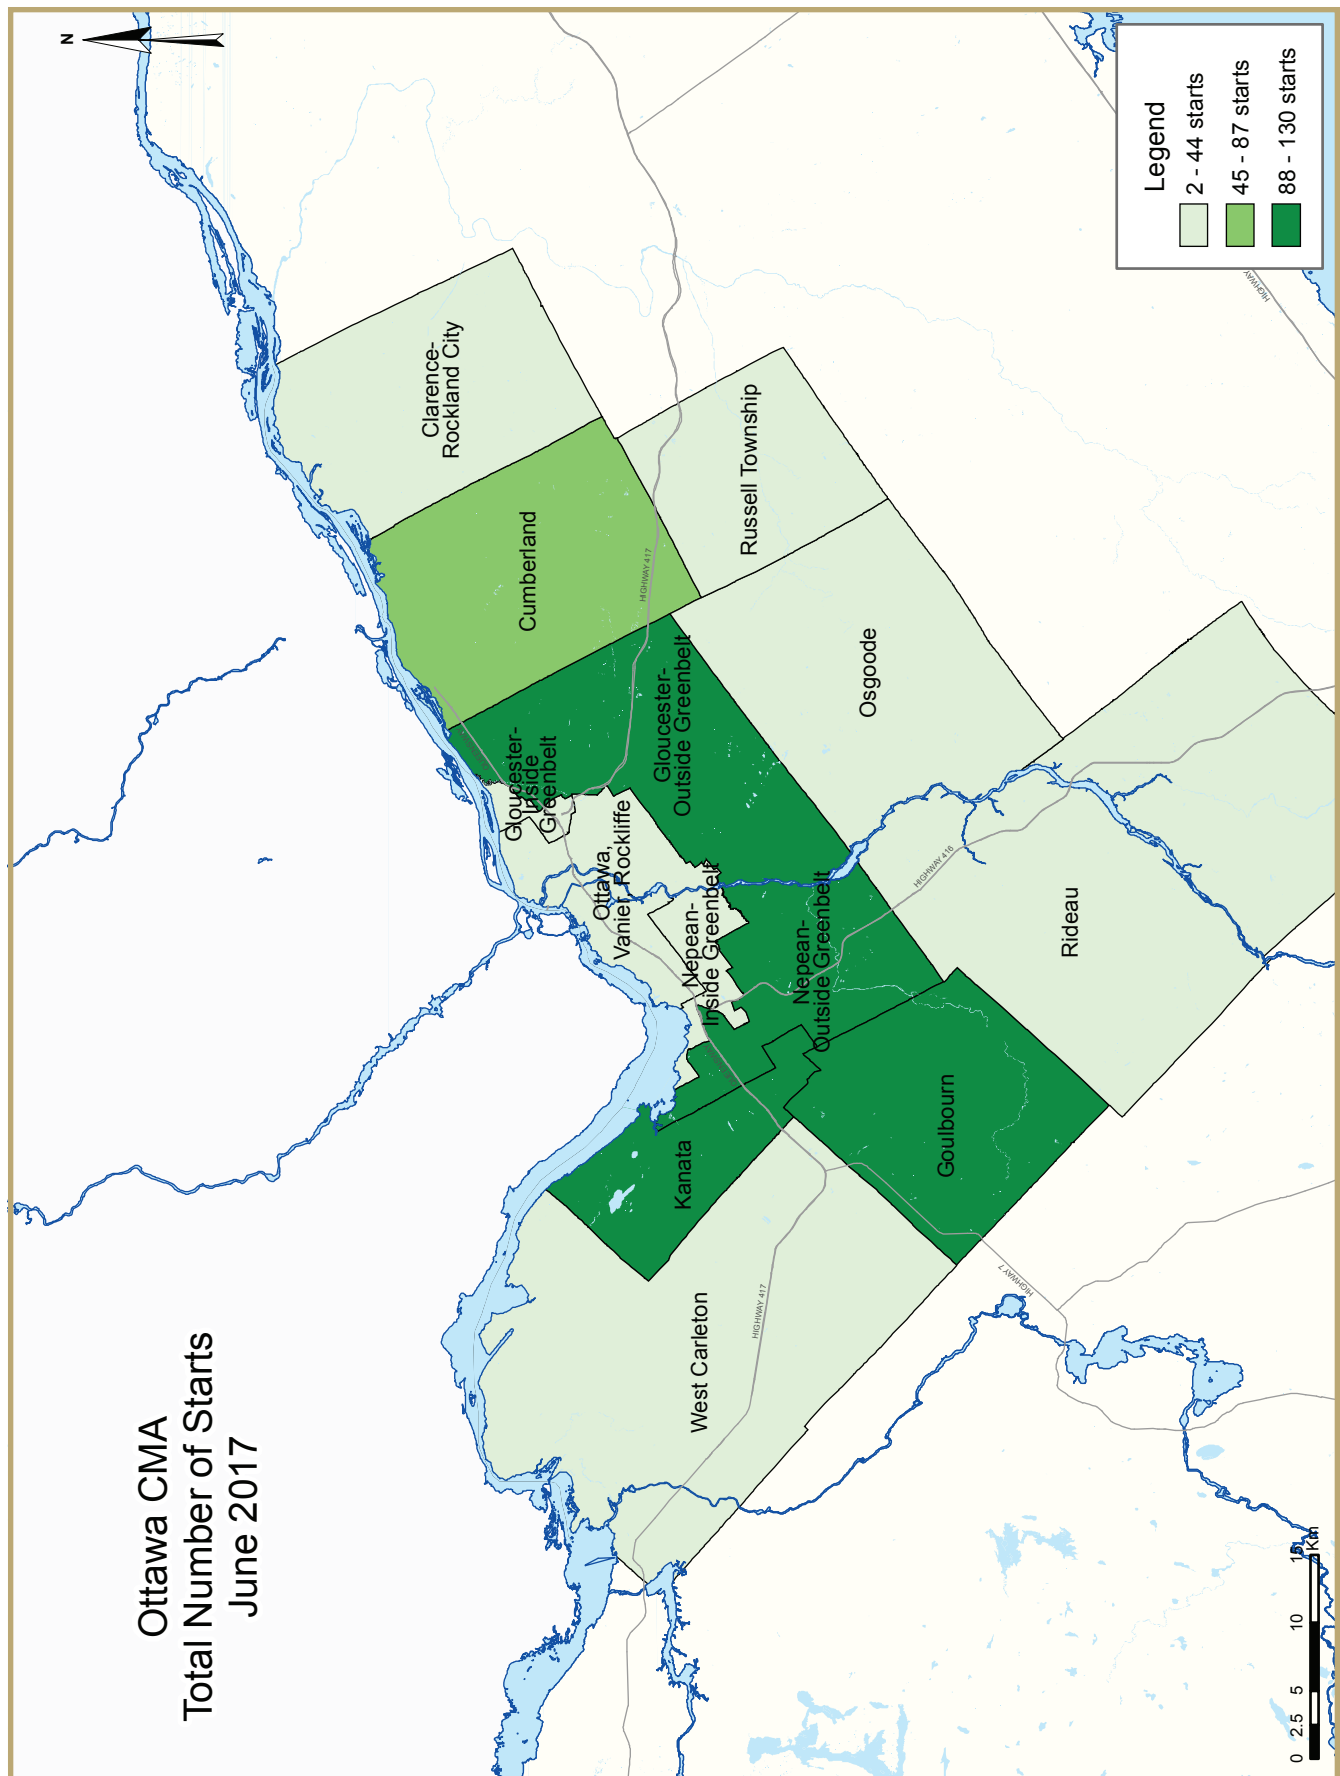 Ottawa CMA
Total Number of Starts
June 2017
N
Clarence-
Rockland City
Cumberland
Russell Township
HIGHWAY 417
Gloucester-
Inside
Greenbelt
Gloucester-
Outside Greenbelt
Osgoode
Ottawa,
Vanier, Rockliffe
Nepean-
Inside Greenbelt
Nepean-
Outside Greenbelt
HIGHWAY 416
Rideau
Kanata
Goulbourn
West Carleton
HIGHWAY 417
HIGHWAY 7
HIGHWAY
Legend
2 - 44 starts
45 - 87 starts
88 - 130 starts
0 2.5 5 10 15
Km